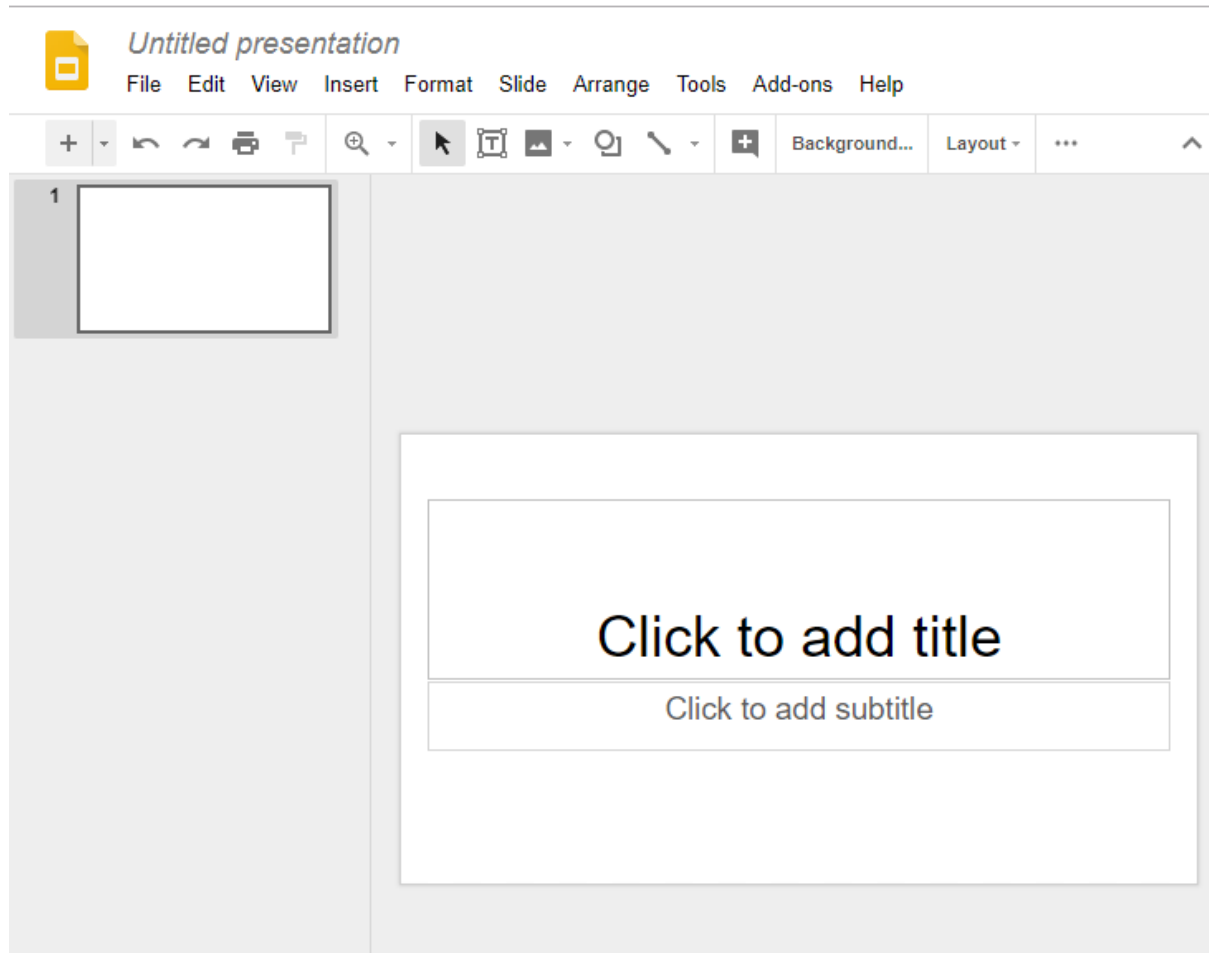 Untitled presentation
File Edit View Insert Format Slide Arrange Tools Add-ons Help
Background... Layout
1
Click to add title
Click to add subtitle